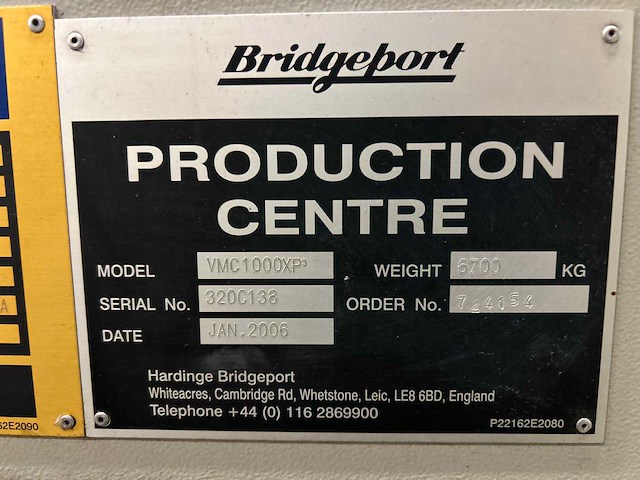 Bridgeport
PRODUCTION
CENTRE
MODEL VMC1000XP³ WEIGHT 6700 KG
SERIAL No. 320C138 ORDER No.
DATE JAN.2006
Hardinge Bridgeport
Whiteacres, Cambridge Rd, Whetstone, Leic, LE8 6BD, England
Telephone +44 (0) 116 2869900
P22162E2080
A
62E2090